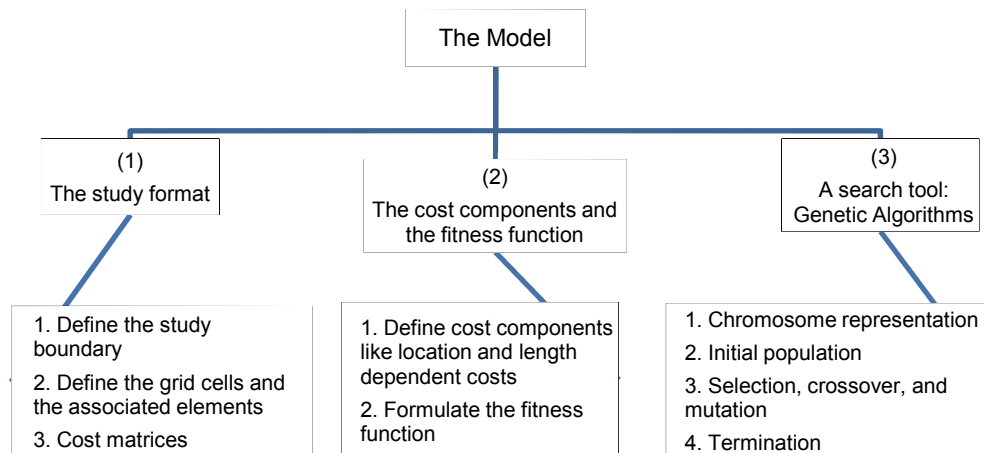 The Model
(1)
The study format
(2)
The cost components and
the fitness function
(3)
A search tool:
Genetic Algorithms
1. Define the study
boundary
2. Define the grid cells and
the associated elements
3. Cost matrices
1. Define cost components
like location and length
dependent costs
2. Formulate the fitness
function
1. Chromosome representation
2. Initial population
3. Selection, crossover, and
mutation
4. Termination